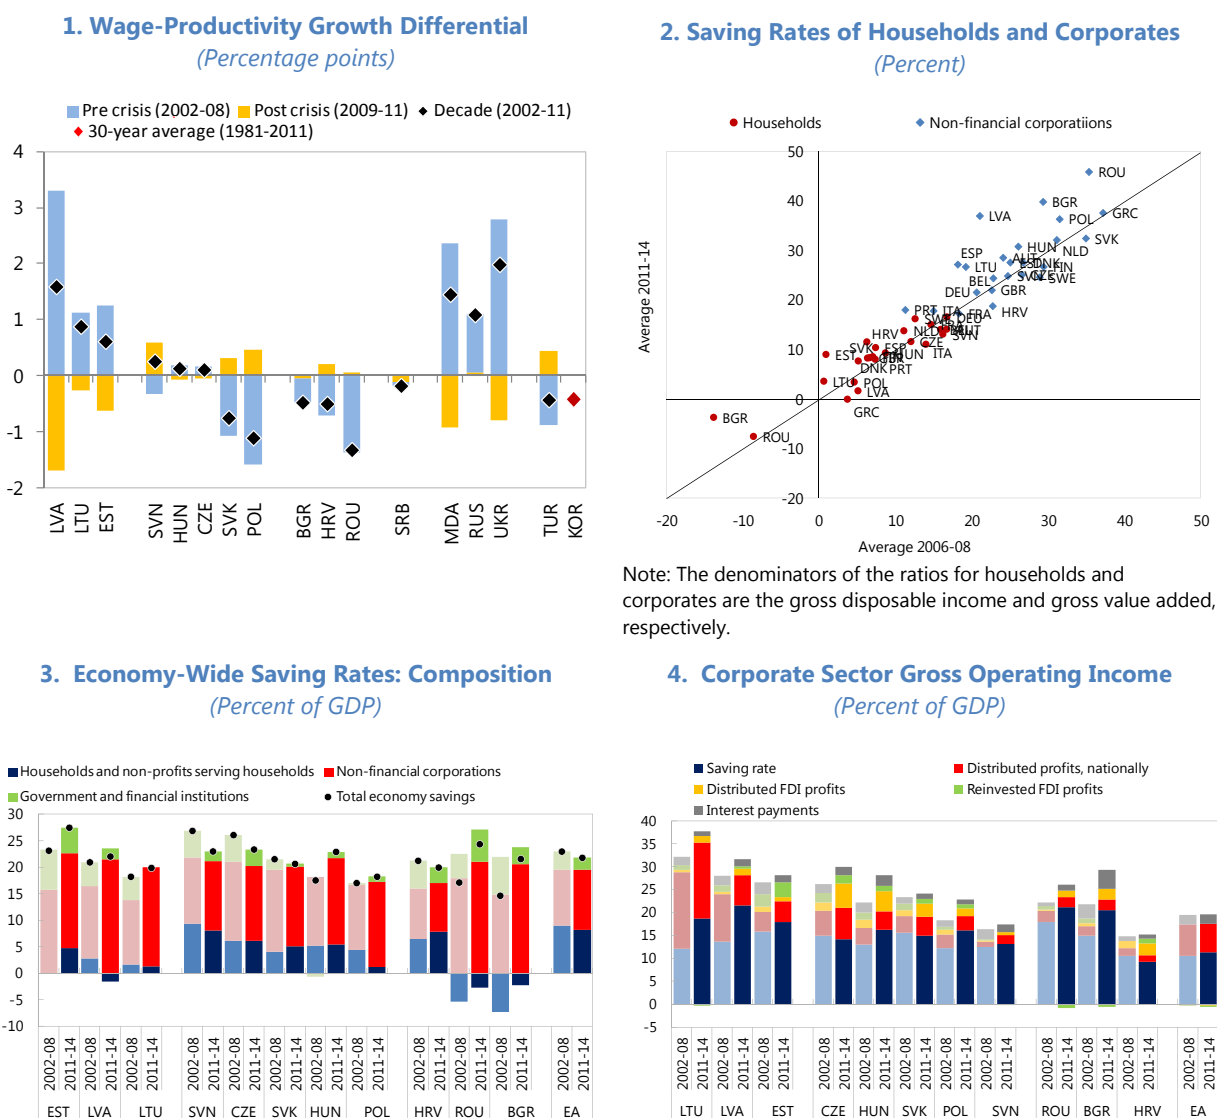 1. Wage-Productivity Growth Differential
(Percentage points)
Pre crisis (2002-08) Post crisis (2009-11) Decade (2002-11)
30-year average (1981-2011)
4
3
2
1
0
-1
-2
LVA LTU EST SVN HUN CZE SVK POL BGR HRV ROU SRB MDA RUS UKR TUR KOR
2. Saving Rates of Households and Corporates
(Percent)
Households Non-financial corporatiions
Average 2011-14
50
40
30
20
10
0
-10
-20
ROU
BGR
GRC
LVA
POL
SVK
HUN
NLD
ESP
AUT
LTU
EST
DNK
FIN
BEL
SVN
CZE
SWE
DEU
GBR
PRT
ITA
FRA
HRV
SWE
DEU
FRA
AUT
HRV
NLD
SVN
CZE
SVK
ESP
ITA
EST
HUN
DNK
PRT
LTU
POL
LVA
GRC
BGR
ROU
-20 -10 0 10 20 30 40 50
Average 2006-08
Note: The denominators of the ratios for households and
corporates are the gross disposable income and gross value added,
respectively.
3. Economy-Wide Saving Rates: Composition
(Percent of GDP)
Households and non-profits serving households Non-financial corporations
Government and financial institutions Total economy savings
30
25
20
15
10
5
0
-5
-10
2002-08 2011-14 2002-08 2011-14 2002-08 2011-14 2002-08 2011-14 2002-08 2011-14 2002-08 2011-14 2002-08 2011-14 2002-08 2011-14 2002-08 2011-14 2002-08 2011-14 2002-08 2011-14 2002-08 2011-14
EST LVA LTU SVN CZE SVK HUN POL HRV ROU BGR EA
4. Corporate Sector Gross Operating Income
(Percent of GDP)
Saving rate Distributed profits, nationally
Distributed FDI profits Reinvested FDI profits
Interest payments
40
35
30
25
20
15
10
5
0
-5
2002-08 2011-14 2002-08 2011-14 2002-08 2011-14 2002-08 2011-14 2002-08 2011-14 2002-08 2011-14 2002-08 2011-14 2002-08 2011-14 2002-08 2011-14 2002-08 2011-14 2002-08 2011-14 2002-08 2011-14
LTU LVA EST CZE HUN SVK POL SVN ROU BGR HRV EA